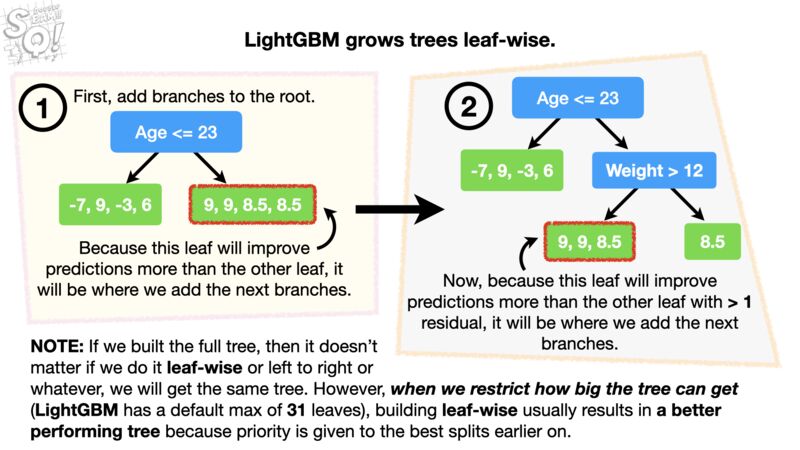 LightGBM grows trees leaf-wise.
1
First, add branches to the root.
Age <= 23
-7, 9, -3, 6
9, 9, 8.5, 8.5
Because this leaf will improve
predictions more than the other leaf, it
will be where we add the next branches.
2
Age <= 23
-7, 9, -3, 6
Weight > 12
9, 9, 8.5
8.5
Now, because this leaf will improve
predictions more than the other leaf with > 1
residual, it will be where we add the next
branches.
NOTE: If we built the full tree, then it doesn’t
matter if we do it leaf-wise or left to right or
whatever, we will get the same tree. However, when we restrict how big the tree can get
(LightGBM has a default max of 31 leaves), building leaf-wise usually results in a better
performing tree because priority is given to the best splits earlier on.